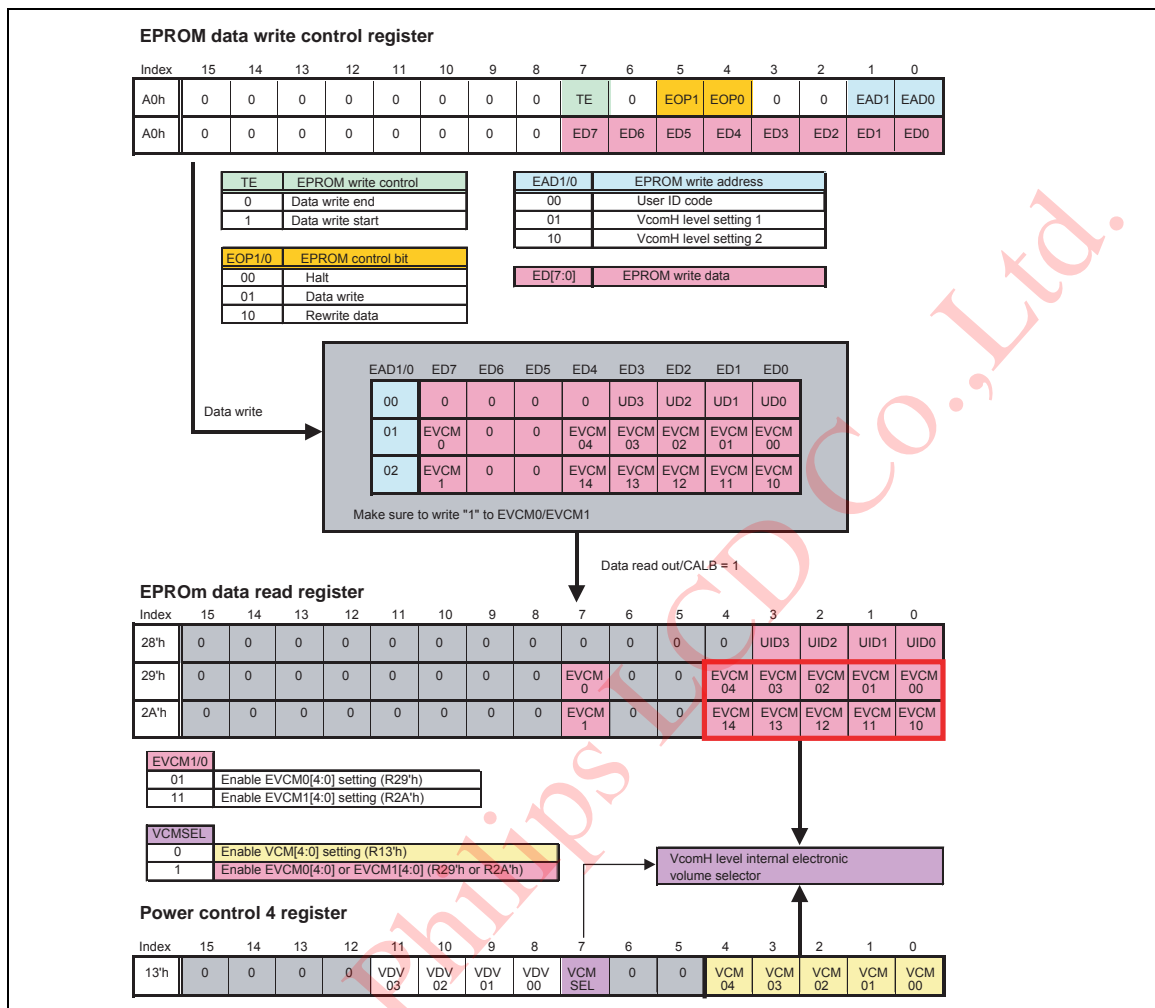 EPROM data write control register
Index 15 14 13 12 11 10 9 8 7 6 5 4 3 2 1 0
A0h 0 0 0 0 0 0 0 0 TE 0 EOP1 EOP0 0 0 EAD1 EAD0
A0h 0 0 0 0 0 0 0 0 ED7 ED6 ED5 ED4 ED3 ED2 ED1 ED0
TE EPROM write control
0 Data write end
1 Data write start
EAD1/0 EPROM write address
00 User ID code
01 VcomH level setting 1
10 VcomH level setting 2
EOP1/0 EPROM control bit
00 Halt
01 Data write
10 Rewrite data
ED[7:0] EPROM write data
EAD1/0 ED7 ED6 ED5 ED4 ED3 ED2 ED1 ED0
00 0 0 0 0 UD3 UD2 UD1 UD0
01 EVCM 0 0 0 EVCM 04 EVCM 03 EVCM 02 EVCM 01 EVCM 00
02 EVCM 1 0 0 EVCM 14 EVCM 13 EVCM 12 EVCM 11 EVCM 10
Make sure to write "1" to EVCM0/EVCM1
Data write
Data read out/CALB = 1
EPROm data read register
Index 15 14 13 12 11 10 9 8 7 6 5 4 3 2 1 0
28'h 0 0 0 0 0 0 0 0 0 0 0 0 UID3 UID2 UID1 UID0
29'h 0 0 0 0 0 0 0 0 EVCM 0 0 0 EVCM 04 EVCM 03 EVCM 02 EVCM 01 EVCM 00
2A'h 0 0 0 0 0 0 0 0 EVCM 1 0 0 EVCM 14 EVCM 13 EVCM 12 EVCM 11 EVCM 10
EVCM1/0
01 Enable EVCM0[4:0] setting (R29'h)
11 Enable EVCM1[4:0] setting (R2A'h)
VCMSEL
0 Enable VCM[4:0] setting (R13'h)
1 Enable EVCM0[4:0] or EVCM1[4:0] (R29'h or R2A'h)
VcomH level internal electronic
volume selector
Power control 4 register
Index 15 14 13 12 11 10 9 8 7 6 5 4 3 2 1 0
13'h 0 0 0 0 VDV 03 VDV 02 VDV 01 VDV 00 VCM SEL 0 0 VCM 04 VCM 03 VCM 02 VCM 01 VCM 00
Philips LCD Co.,Ltd.